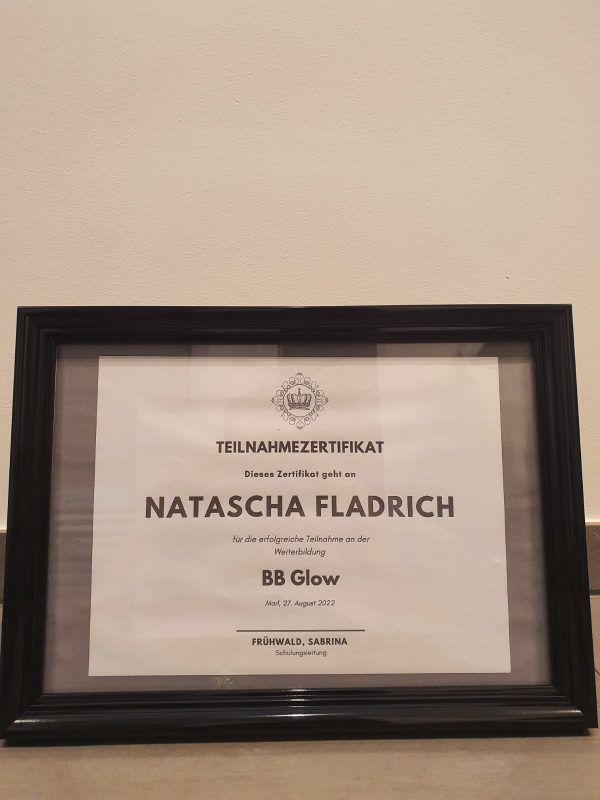 TEILNAHMEZERTIFIKAT
Dieses Zertifikat geht an
NATASCHA FLADRICH
für die erfolgreiche Teilnahme an der
Weiterbildung
BB Glow
Marl, 27. August 2022
FRÜHWALD, SABRINA
Schulungsleitung